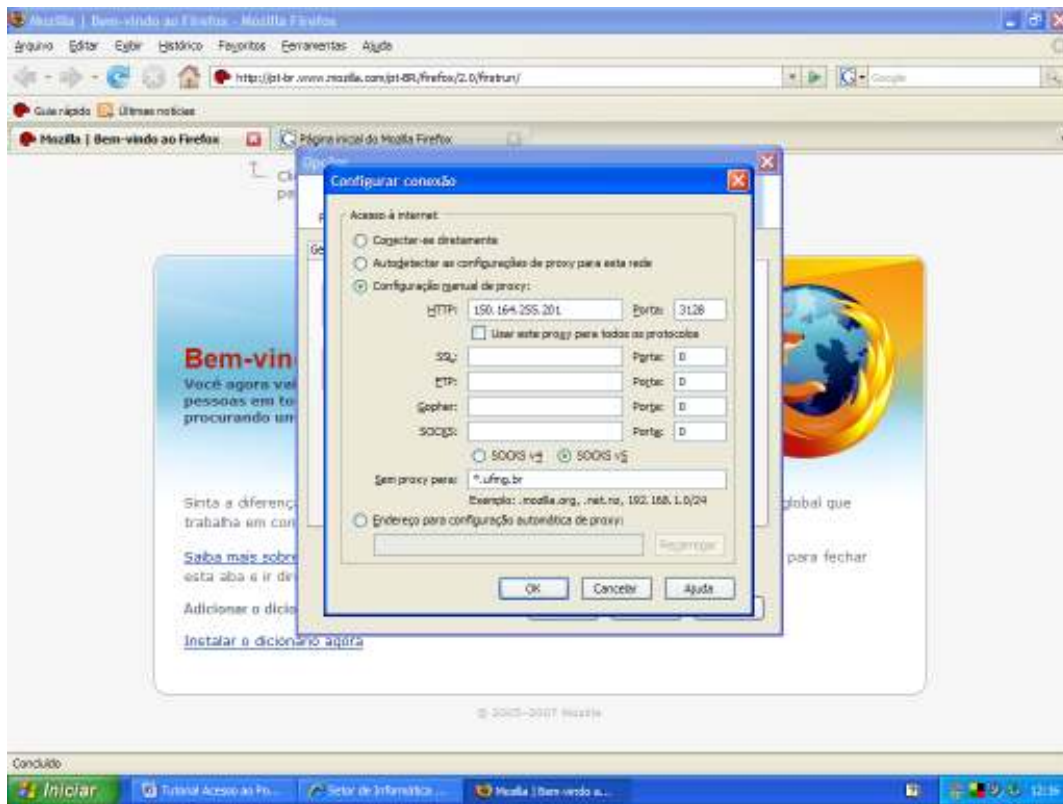 Mozilla | Bem-vindo ao Firefox - Mozilla Firefox
Arquivo Editar Exibir Histórico Favoritos Ferramentas Ajuda
http://pt-br.www.mozilla.com/pt-BR/firefox/2.0/firstrun/
Google
Guia rápido Últimas notícias
Mozilla | Bem-vindo ao Firefox Página inicial do Mozilla Firefox
Opções
Configurar conexão
Acesso à internet
Conectar-se diretamente
Autodetectar as configurações de proxy para esta rede
Configuração manual de proxy:
HTTP: 150.164.255.201 Porta: 3128
Usar este proxy para todos os protocolos
SSL: Porta: 0
FTP: Porta: 0
Gopher: Porta: 0
SOCKS: Porta: 0
SOCKS v4 SOCKS v5
Sem proxy para: *.ufmg.br
Exemplo: .mozilla.org, .net.nz, 192.168.1.0/24
Endereço para configuração automática de proxy:
Recarregar
OK Cancelar Ajuda
Bem-vin
Você agora vai
pessoas em to
procurando um
Sinta a diferenç global que
trabalha em com
Saiba mais sobre para fechar
esta aba e ir dir
Adicionar o dicio
Instalar o dicionário agora
© 2005-2007 Mozilla
Concluído
Iniciar Tutorial Acesso ao Po... Setor de Informática ... Mozilla | Bem-vindo a...